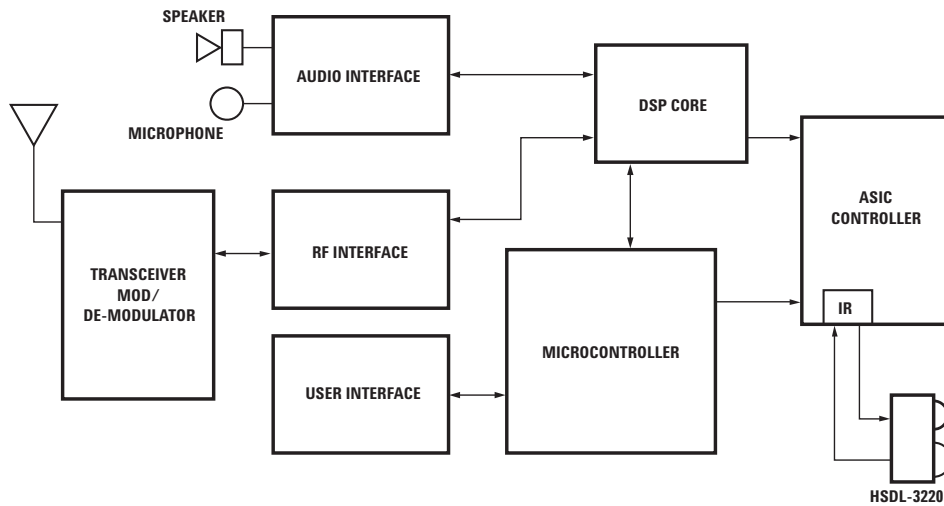 SPEAKER
AUDIO INTERFACE
MICROPHONE
DSP CORE
ASIC
CONTROLLER
TRANSCEIVER
MOD/
DE-MODULATOR
RF INTERFACE
IR
MICROCONTROLLER
USER INTERFACE
HSDL-3220